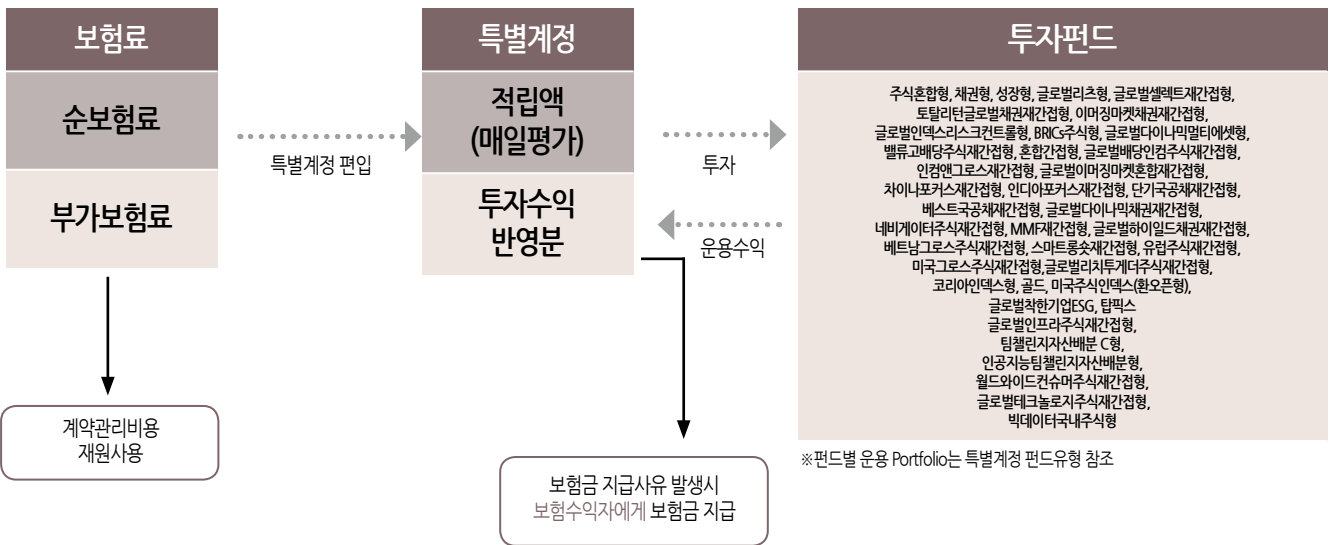 보험료
순보험료
부가보험료
계약관리비용
재원사용
특별계정 편입
특별계정
적립액
(매일평가)
투자수익
반영분
보험금 지급사유 발생시
보험수익자에게 보험금 지급
투자
운용수익
투자펀드
주식혼합형, 채권형, 성장형, 글로벌리츠형, 글로벌셀렉트재간접형,
토탈리턴글로벌채권재간접형, 이머징마켓채권재간접형,
글로벌인덱스리스크컨트롤형, BRICs주식형, 글로벌다이나믹멀티에셋형,
밸류고배당주식재간접형, 혼합간접형, 글로벌배당인컴주식재간접형,
인컴앤그로스재간접형, 글로벌이머징마켓혼합재간접형,
차이나포커스재간접형, 인디아포커스재간접형, 단기국공채재간접형,
베스트국공채재간접형, 글로벌다이나믹채권재간접형,
네비게이터주식재간접형, MMF재간접형, 글로벌하이일드채권재간접형,
베트남그로스주식재간접형, 스마트롱숏재간접형, 유럽주식재간접형,
미국그로스주식재간접형,글로벌리치투게더주식재간접형,
코리아인덱스형, 골드, 미국주식인덱스(환오픈형),
글로벌착한기업ESG, 탑픽스
글로벌인프라주식재간접형,
팀챌린지자산배분 C형,
인공지능팀챌린지자산배분형,
월드와이드컨슈머주식재간접형,
글로벌테크놀로지주식재간접형,
빅데이터국내주식형
※펀드별 운용 Portfolio는 특별계정 펀드유형 참조